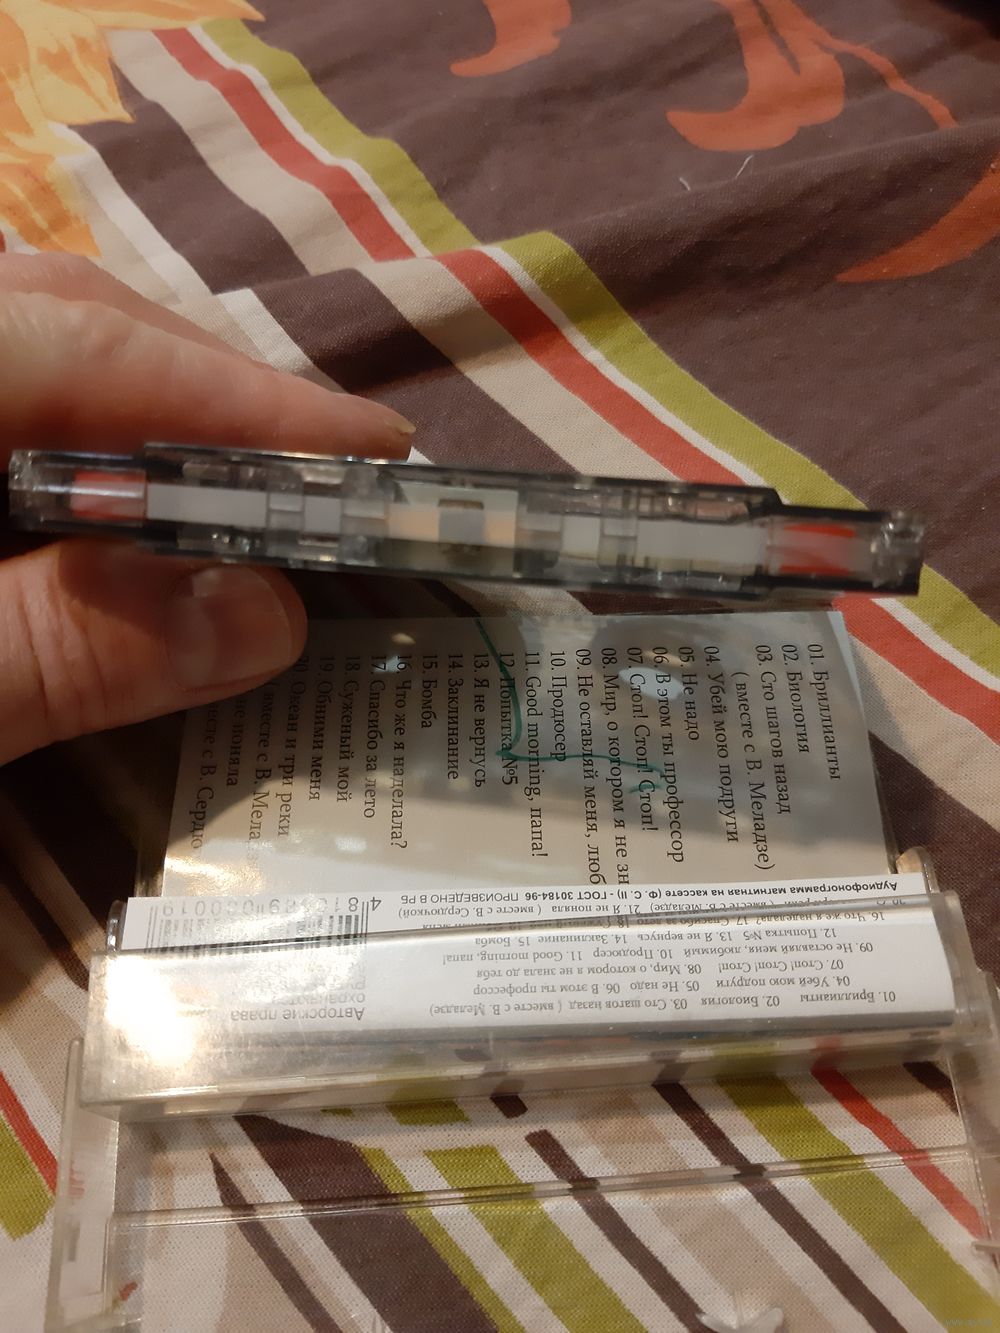 01. Бриллианты
02. Биология
03. Сто шагов назад
( вместе с В. Меладзе)
04. Убей мою подруги
05. Не надо
06. В этом ты профессор
07. Стоп! Стоп! Стоп!
08. Мир, о котором я не зн
09. Не оставляй меня, люб
10. Продюсер
11. Good morning, папа!
12. Попытка №5
13. Я не вернусь
14. Заклинание
15. Бомба
16. Что же я наделала?
17. Спасибо за лето
18. Суженый мой
19. Обними меня
20. Океан и три реки
вместе с В. Мела
не поняла
с В. Сердю
Аудиофонограмма магнитная на кассете (Ф. С. - II) - ГОСТ 30184-96 ПРОИЗВЕДЕНО В РБ
01. Бриллианты 02. Биология 03. Сто шагов назад ( вместе с В. Меладзе)
04. Убей мою подруги 05. Не надо 06. В этом ты профессор
07. Стоп! Стоп! Стоп! 08. Мир, о котором я не знала до тебя
09. Не оставляй меня, любимый 10. Продюсер 11. Good morning, папа!
12. Попытка №5 13. Я не вернусь 14. Заклинание 15. Бомба
16. Что же я наделала? 17. Спасибо за лето
( вместе с В. Меладзе) 21. Я не поняла ( вместе В. Сердючкой)
Авторские права
охраняются